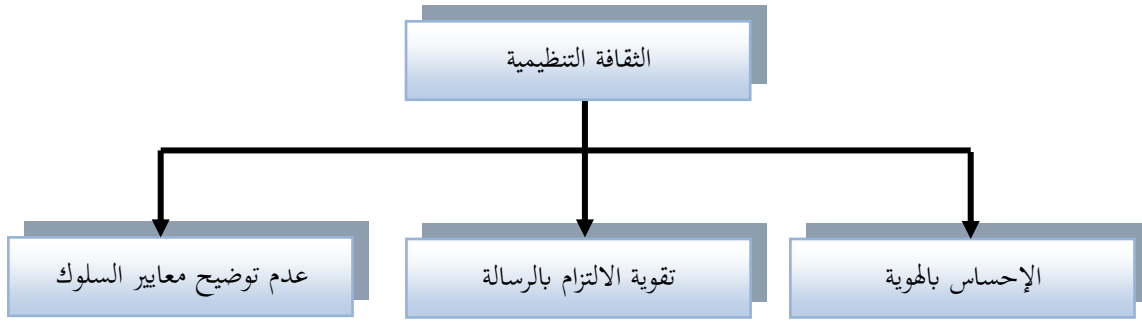 الثقافة التنظيمية
الإحساس بالهوية
تقوية الالتزام بالرسالة
عدم توضيح معايير السلوك